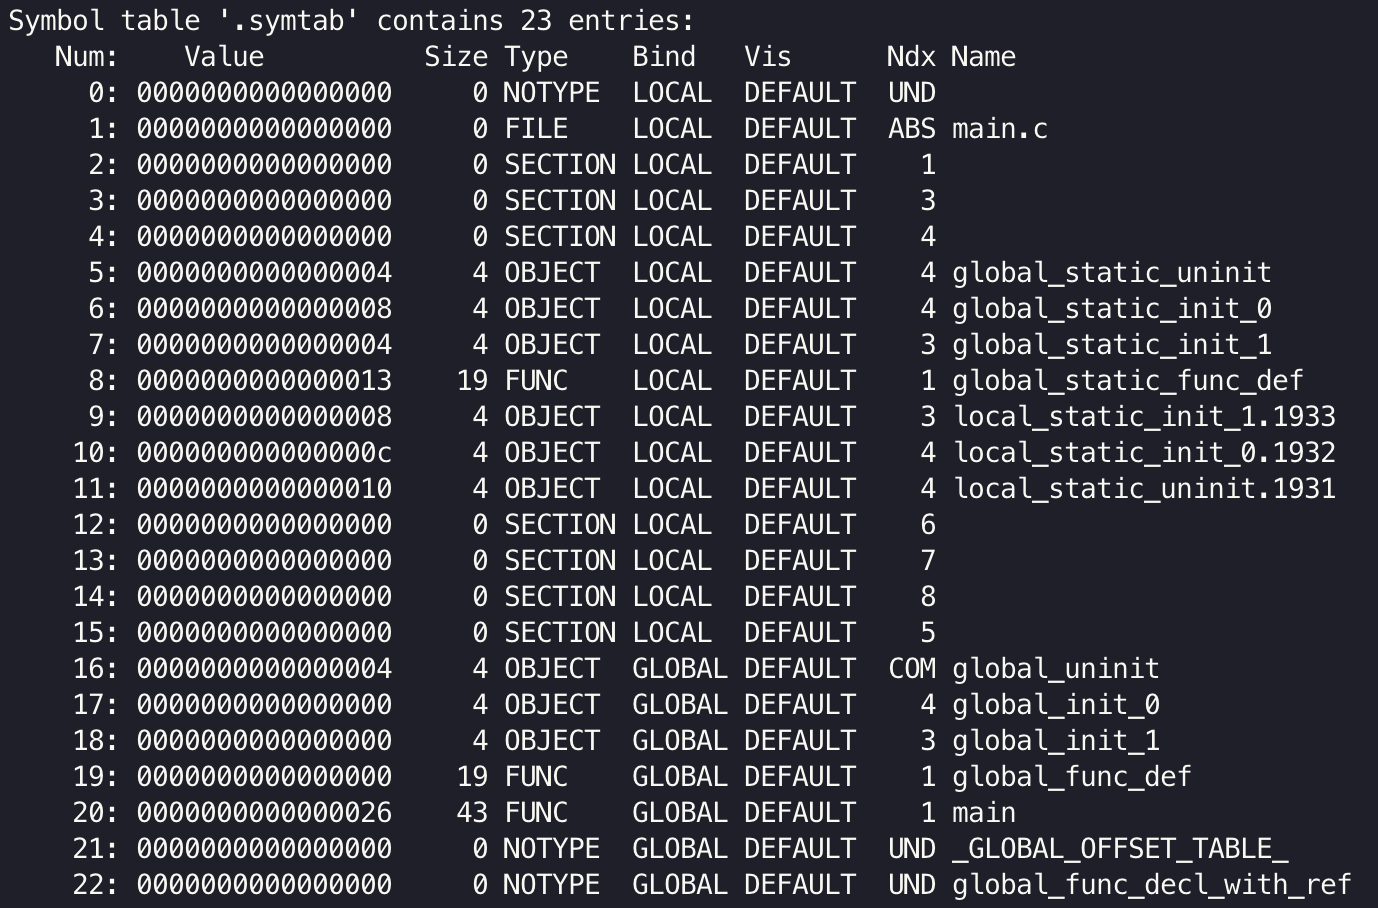 Symbol table '.symtab' contains 23 entries:
   Num:    Value          Size Type    Bind   Vis      Ndx Name
     0: 0000000000000000     0 NOTYPE  LOCAL  DEFAULT  UND
     1: 0000000000000000     0 FILE    LOCAL  DEFAULT  ABS main.c
     2: 0000000000000000     0 SECTION LOCAL  DEFAULT    1
     3: 0000000000000000     0 SECTION LOCAL  DEFAULT    3
     4: 0000000000000000     0 SECTION LOCAL  DEFAULT    4
     5: 0000000000000004     4 OBJECT  LOCAL  DEFAULT    4 global_static_uninit
     6: 0000000000000008     4 OBJECT  LOCAL  DEFAULT    4 global_static_init_0
     7: 0000000000000004     4 OBJECT  LOCAL  DEFAULT    3 global_static_init_1
     8: 0000000000000013    19 FUNC    LOCAL  DEFAULT    1 global_static_func_def
     9: 0000000000000008     4 OBJECT  LOCAL  DEFAULT    3 local_static_init_1.1933
    10: 000000000000000c     4 OBJECT  LOCAL  DEFAULT    4 local_static_init_0.1932
    11: 0000000000000010     4 OBJECT  LOCAL  DEFAULT    4 local_static_uninit.1931
    12: 0000000000000000     0 SECTION LOCAL  DEFAULT    6
    13: 0000000000000000     0 SECTION LOCAL  DEFAULT    7
    14: 0000000000000000     0 SECTION LOCAL  DEFAULT    8
    15: 0000000000000000     0 SECTION LOCAL  DEFAULT    5
    16: 0000000000000004     4 OBJECT  GLOBAL DEFAULT  COM global_uninit
    17: 0000000000000000     4 OBJECT  GLOBAL DEFAULT    4 global_init_0
    18: 0000000000000000     4 OBJECT  GLOBAL DEFAULT    3 global_init_1
    19: 0000000000000000    19 FUNC    GLOBAL DEFAULT    1 global_func_def
    20: 0000000000000026    43 FUNC    GLOBAL DEFAULT    1 main
    21: 0000000000000000     0 NOTYPE  GLOBAL DEFAULT  UND _GLOBAL_OFFSET_TABLE_
    22: 0000000000000000     0 NOTYPE  GLOBAL DEFAULT  UND global_func_decl_with_ref